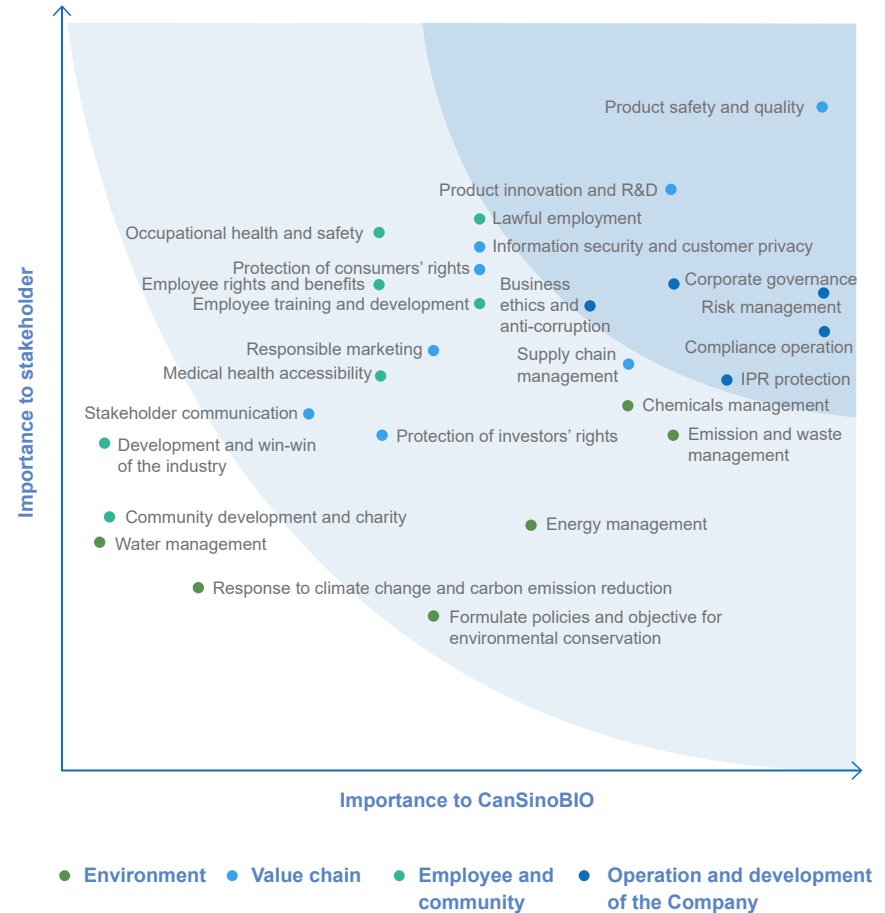 Importance to stakeholder
Product safety and quality
Product innovation and R&D
Lawful employment
Occupational health and safety
Information security and customer privacy
Protection of consumers’ rights
Employee rights and benefits
Corporate governance
Employee training and development
Business
ethics and
anti-corruption
Risk management
Responsible marketing
Compliance operation
Supply chain
management
Medical health accessibility
IPR protection
Stakeholder communication
Chemicals management
Development and win-win
of the industry
Protection of investors’ rights
Emission and waste
management
Community development and charity
Energy management
Water management
Response to climate change and carbon emission reduction
Formulate policies and objective for
environmental conservation
Importance to CanSinoBIO
Environment
Value chain
Employee and
community
Operation and development
of the Company